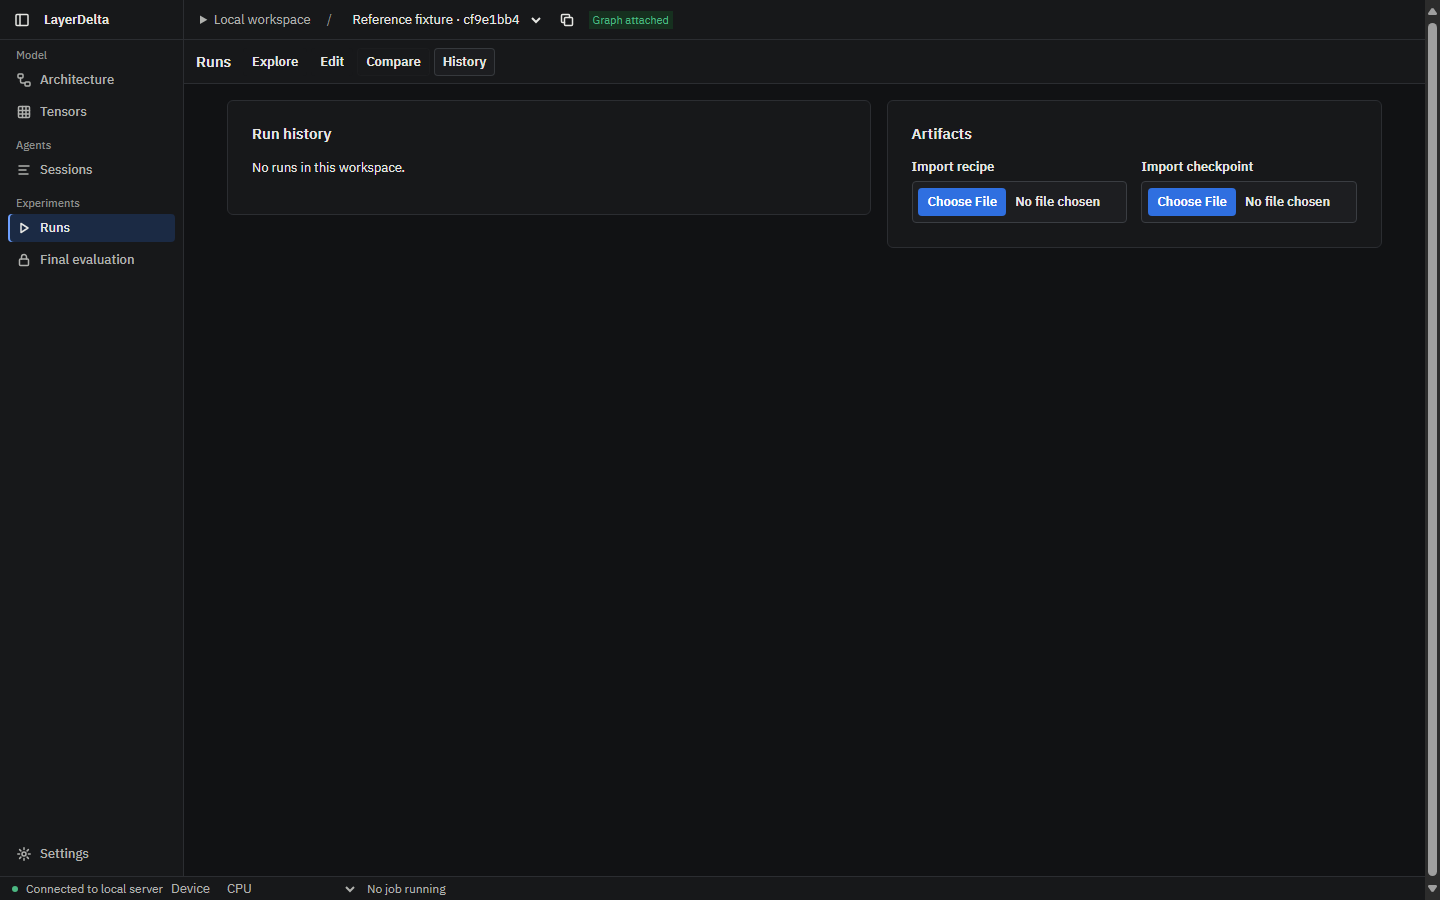 LayerDelta
Local workspace / Reference fixture · cf9e1bb4
Graph attached
Model
Architecture
Tensors
Agents
Sessions
Experiments
Runs
Final evaluation
Settings
Runs Explore Edit Compare History
Run history
No runs in this workspace.
Artifacts
Import recipe
Choose File No file chosen
Import checkpoint
Choose File No file chosen
Connected to local server Device CPU No job running